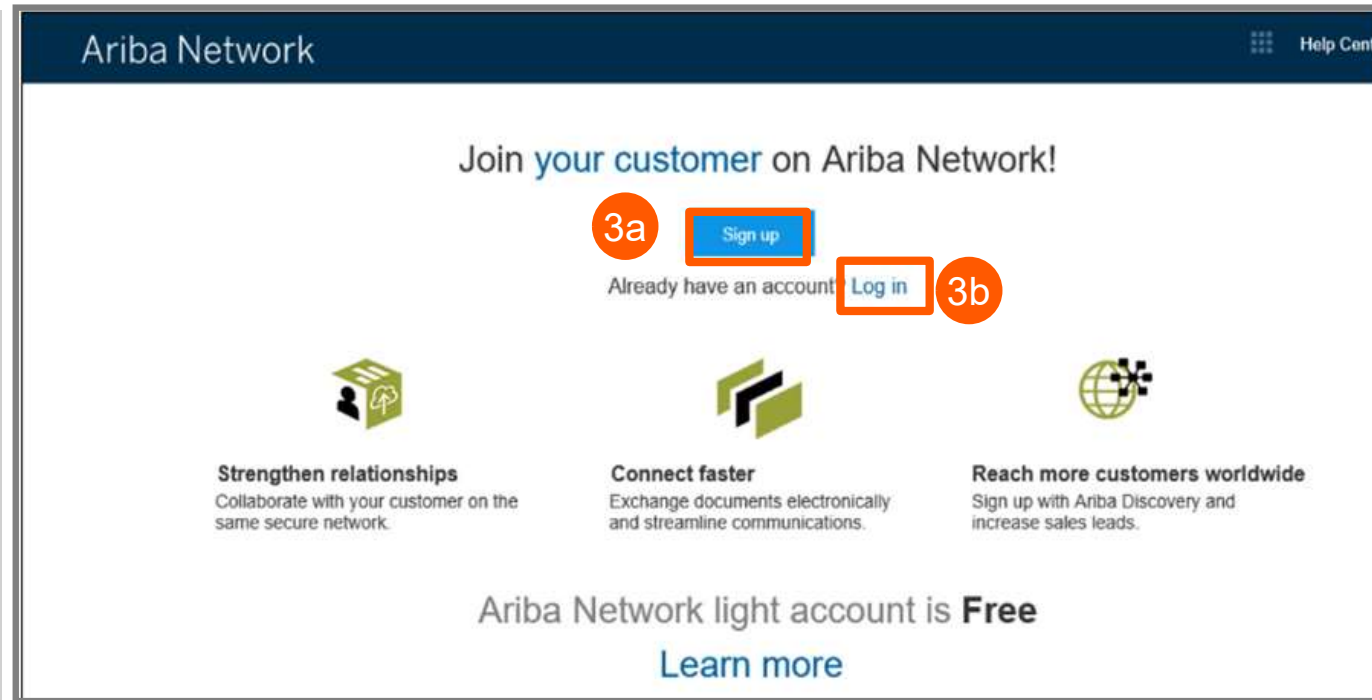 Ariba Network
Help Cent
Join your customer on Ariba Network!
3a
Sign up
Already have an account? Log in
3b
Strengthen relationships
Collaborate with your customer on the
same secure network.
Connect faster
Exchange documents electronically
and streamline communications.
Reach more customers worldwide
Sign up with Ariba Discovery and
increase sales leads.
Ariba Network light account is Free
Learn more